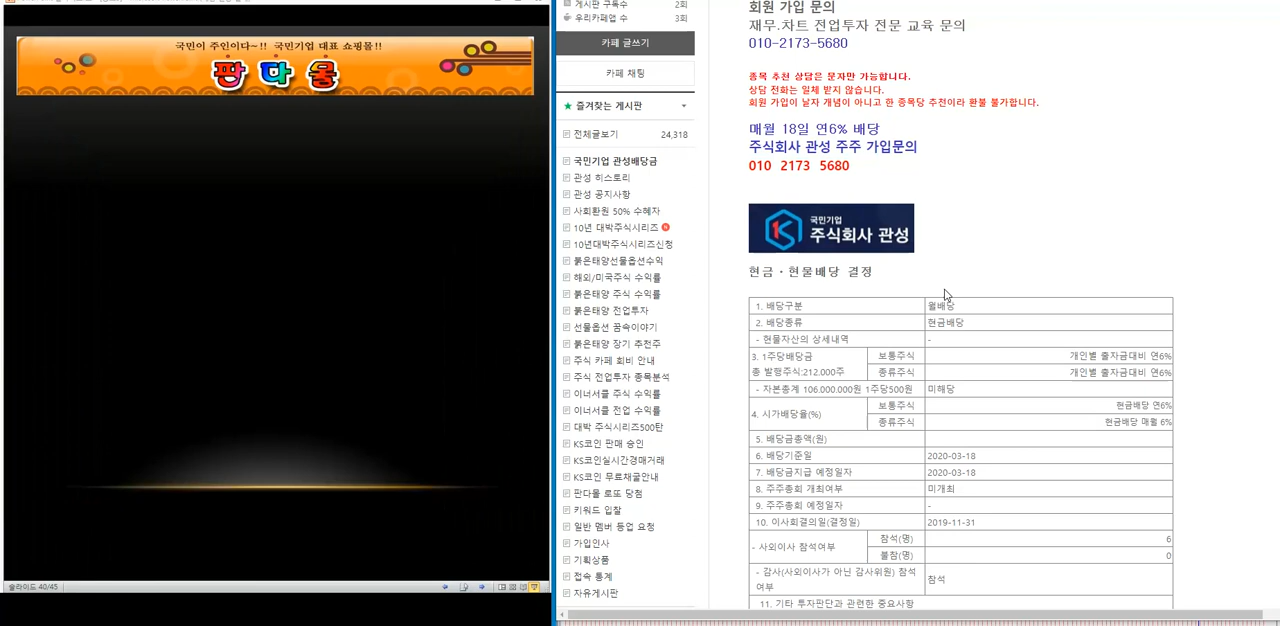 국민이 주인이다~!! 국민기업 대표 쇼핑몰!!
판다몰
슬라이드 40/45
게시판 구독수 2회
우리카페앱 수 3회
카페 글쓰기
카페 채팅
즐겨찾는 게시판
전체글보기 24,318
국민기업 관성배당금
관성 히스토리
관성 공지사항
사회환원 50% 수혜자
10년 대박주식시리즈
10년대박주식시리즈신청
붉은태양선물옵션수익
해외/미국주식 수익률
붉은태양 주식 수익률
붉은태양 전업투자
선물옵션 꿈속이야기
붉은태양 장기 추천주
주식 카페 회비 안내
주식 전업투자 종목분석
이너서클 주식 수익률
이너서클 전업 수익률
대박 주식시리즈500탄
KS코인 판매 승인
KS코인실시간경매거래
KS코인 무료채굴안내
판다몰 로또 당첨
키워드 입찰
일반 멤버 등업 요청
가입인사
기획상품
접속 통계
자유게시판
회원 가입 문의
재무.차트 전업투자 전문 교육 문의
010-2173-5680
종목 추천 상담은 문자만 가능합니다.
상담 전화는 일체 받지 않습니다.
회원 가입이 날자 개념이 아니고 한 종목당 추천이라 환불 불가합니다.
매월 18일 연6% 배당
주식회사 관성 주주 가입문의
010 2173 5680
국민기업
주식회사 관성
현금ㆍ현물배당 결정
1. 배당구분 월배당
2. 배당종류 현금배당
- 현물자산의 상세내역 -
3. 1주당배당금 보통주식 개인별 출자금대비 연6%
총 발행주식:212.000주 종류주식 개인별 출자금대비 연6%
- 자본총계 106.000.000원 1주당500원 미해당
4. 시가배당율(%) 보통주식 현금배당 연6%
종류주식 현금배당 매월 6%
5. 배당금총액(원)
6. 배당기준일 2020-03-18
7. 배당금지급 예정일자 2020-03-18
8. 주주총회 개최여부 미개최
9. 주주총회 예정일자 -
10. 이사회결의일(결정일) 2019-11-31
- 사외이사 참석여부 참석(명) 6
불참(명) 0
- 감사(사외이사가 아닌 감사위원) 참석여부 참석
11. 기타 투자판단과 관련한 중요사항